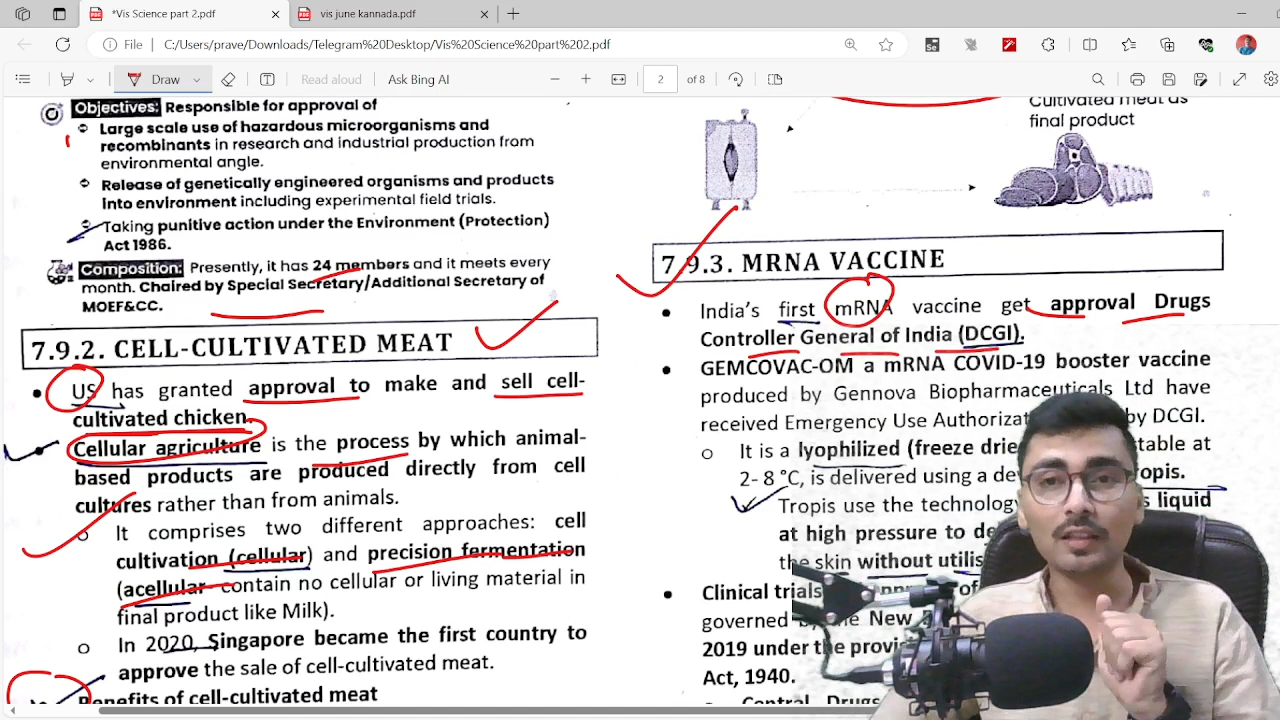 *Vis Science part 2.pdf
vis june kannada.pdf
File
C:/Users/prave/Downloads/Telegram%20Desktop/Vis%20Science%20part%202.pdf
Draw
Read aloud
Ask Bing AI
2
of 8
Objectives: Responsible for approval of
Large scale use of hazardous microorganisms and
recombinants in research and industrial production from
environmental angle.
Release of genetically engineered organisms and products
into environment including experimental field trials.
Taking punitive action under the Environment (Protection)
Act 1986.
Composition: Presently, it has 24 members and it meets every
month. Chaired by Special Secretary/Additional Secretary of
MOEF&CC.
7.9.2. CELL-CULTIVATED MEAT
US has granted approval to make and sell cell-
cultivated chicken.
Cellular agriculture is the process by which animal-
based products are produced directly from cell
cultures rather than from animals.
It comprises two different approaches: cell
cultivation (cellular) and precision fermentation
(acellular contain no cellular or living material in
final product like Milk).
In 2020, Singapore became the first country to
approve the sale of cell-cultivated meat.
Benefits of cell-cultivated meat
Cultivated meat as
final product
7.9.3. MRNA VACCINE
India's first mRNA vaccine get approval Drugs
Controller General of India (DCGI).
GEMCOVAC-OM a mRNA COVID-19 booster vaccine
produced by Gennova Biopharmaceuticals Ltd have
received Emergency Use by DCGI.
It is a lyophilized (freeze stable at
2- 8 °C, is delivered using a
Tropis use the liquid
at high pressure to
the skin without
Clinical trials of
governed New
2019 under the
Act, 1940.
Central Drugs